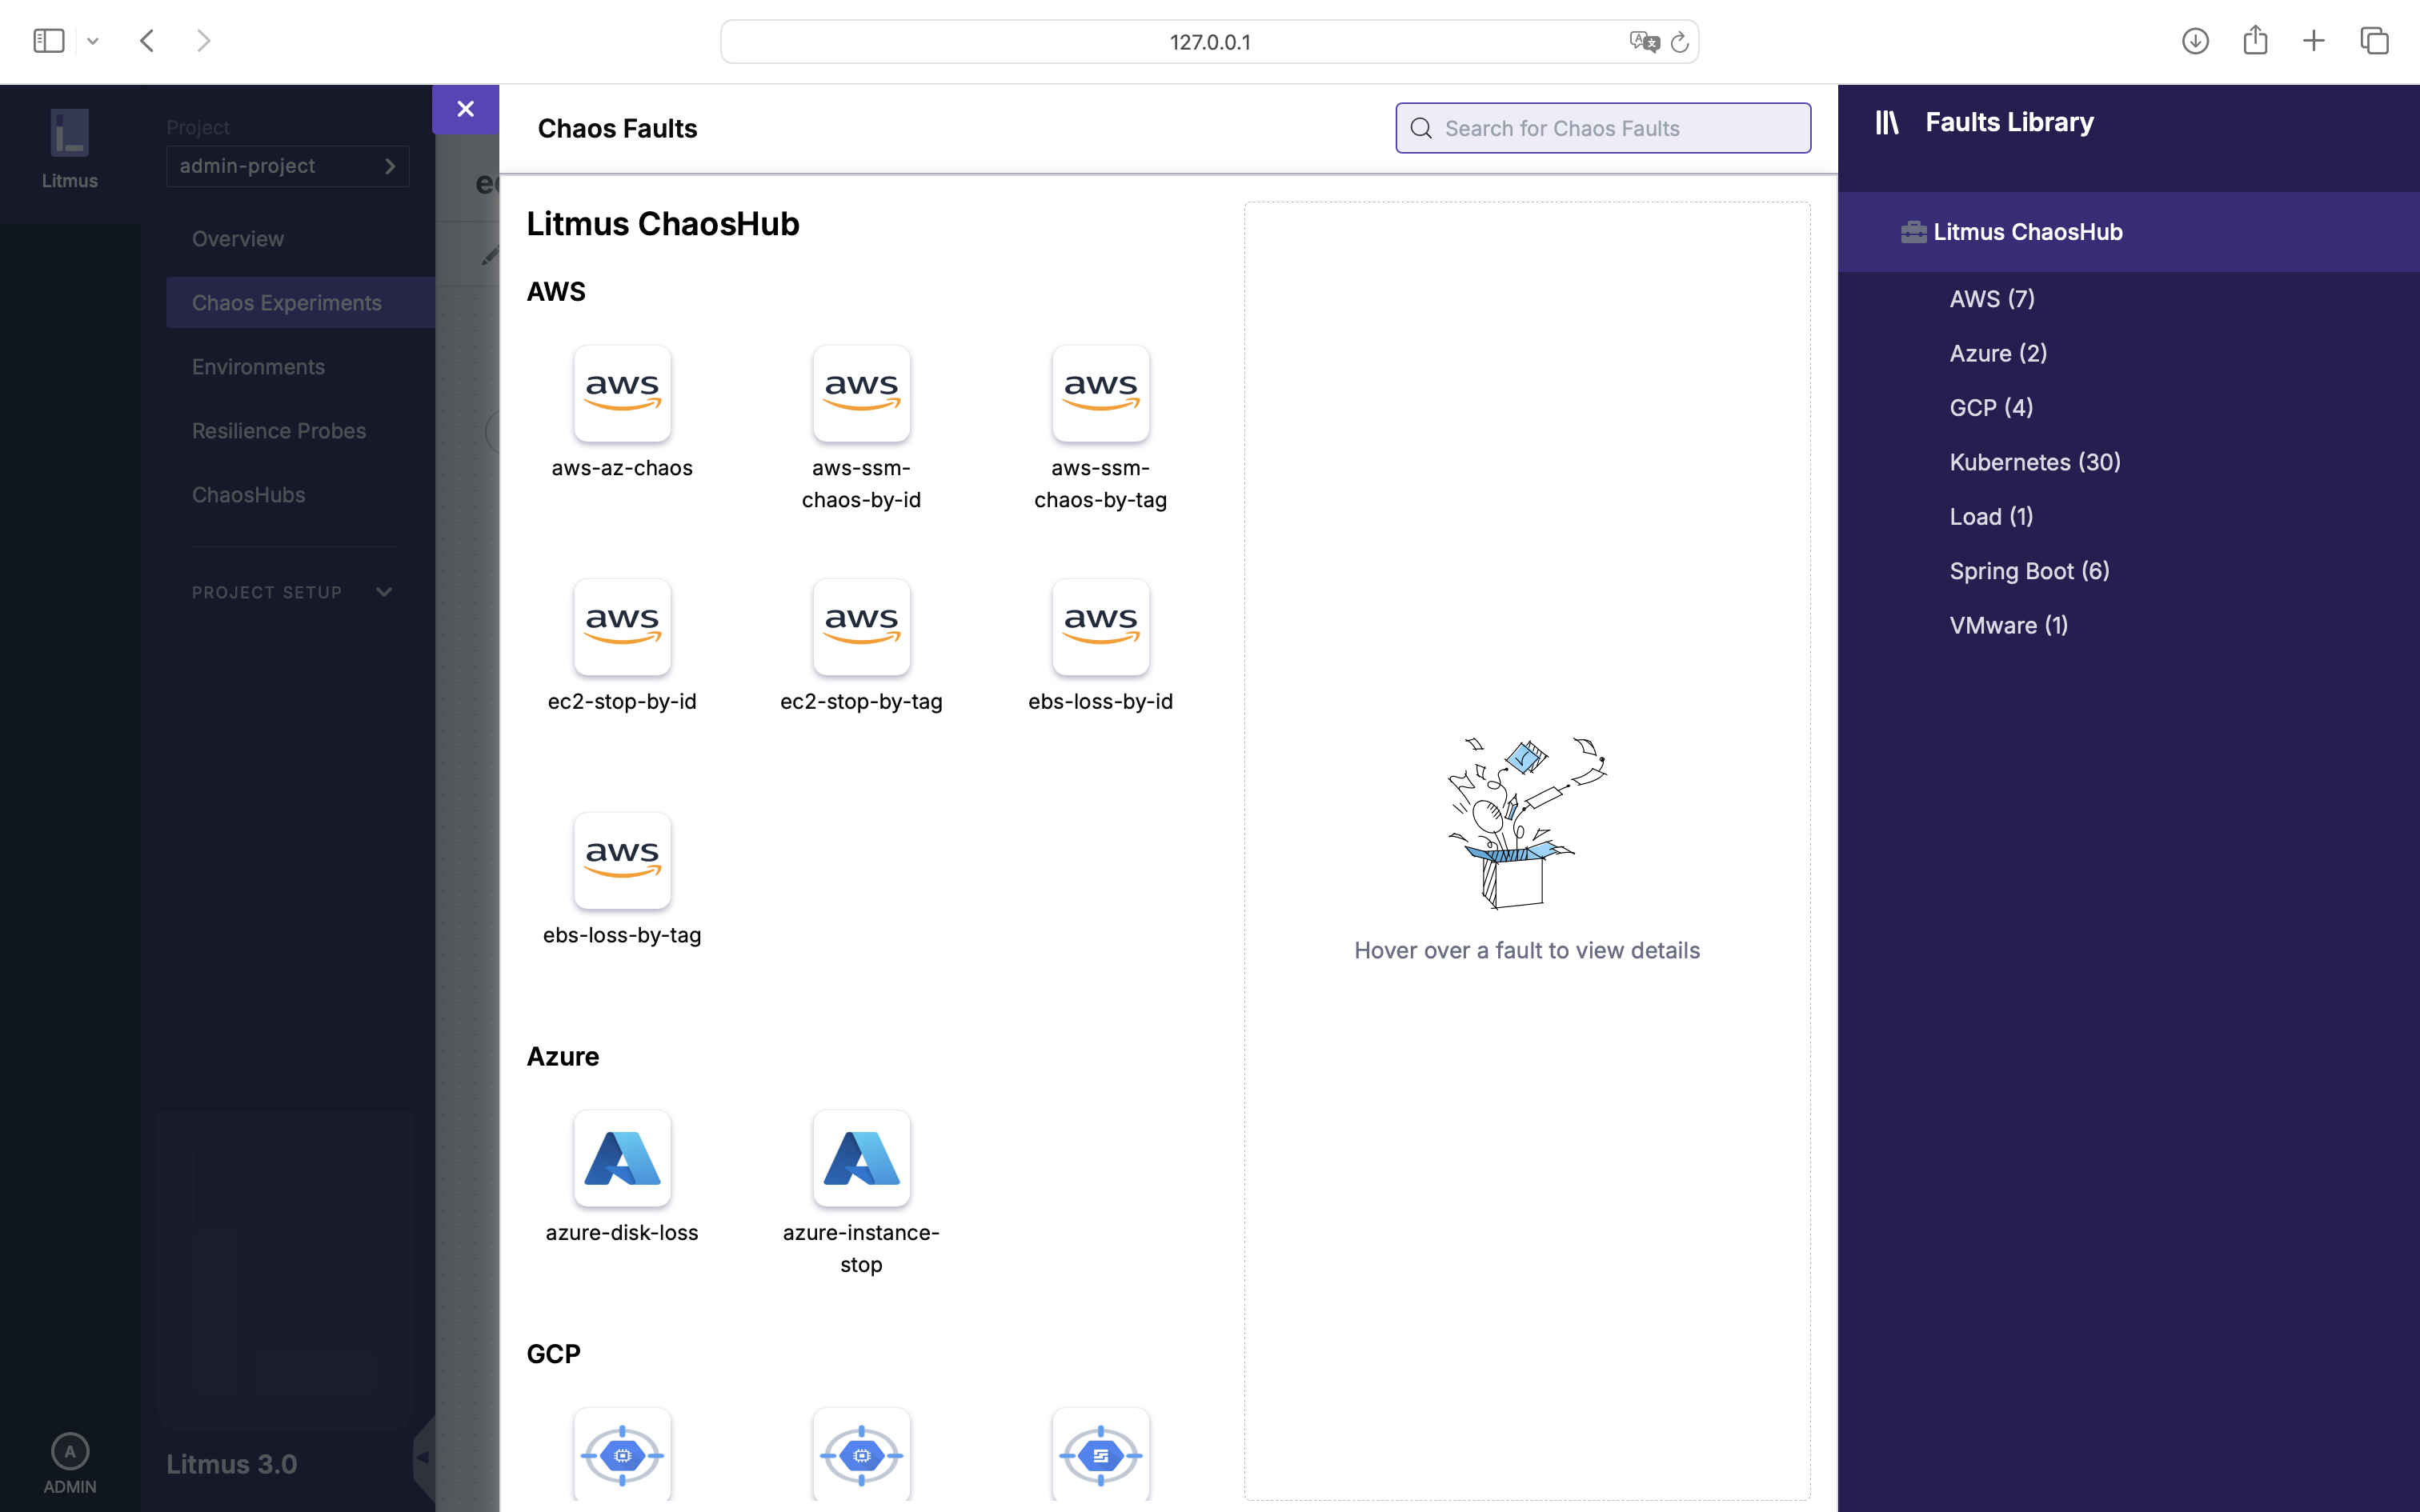 127.0.0.1
Litmus
Project
admin-project
Overview
Chaos Experiments
Environments
Resilience Probes
ChaosHubs
PROJECT SETUP
Litmus 3.0
A
ADMIN
Chaos Faults
Search for Chaos Faults
Litmus ChaosHub
AWS
aws
aws
aws
aws-az-chaos
aws-ssm-
chaos-by-id
aws-ssm-
chaos-by-tag
aws
aws
aws
ec2-stop-by-id
ec2-stop-by-tag
ebs-loss-by-id
aws
ebs-loss-by-tag
Azure
azure-disk-loss
azure-instance-
stop
GCP
Hover over a fault to view details
Faults Library
Litmus ChaosHub
AWS (7)
Azure (2)
GCP (4)
Kubernetes (30)
Load (1)
Spring Boot (6)
VMware (1)